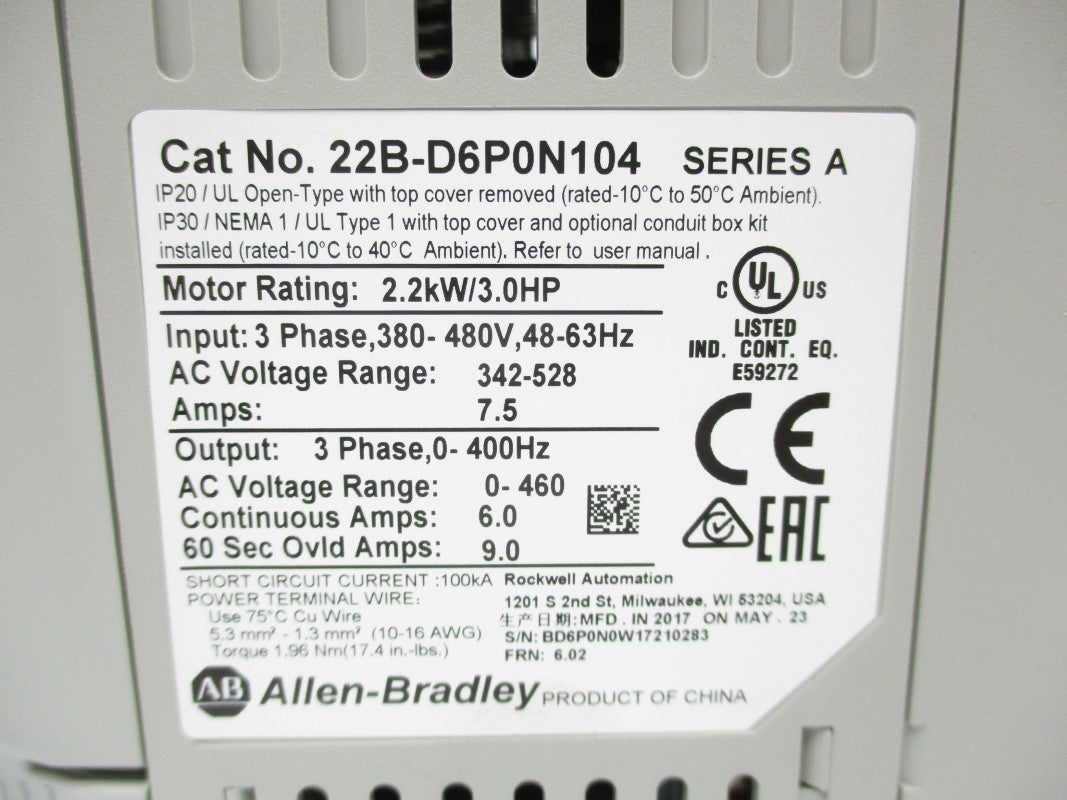 Cat No. 22B-D6P0N104 SERIES A
IP20 / UL Open-Type with top cover removed (rated-10°C to 50°C Ambient).
IP30 / NEMA 1 / UL Type 1 with top cover and optional conduit box kit
installed (rated-10°C to 40°C Ambient). Refer to user manual .
Motor Rating: 2.2kW/3.0HP
Input: 3 Phase,380- 480V,48-63Hz
AC Voltage Range: 342-528
Amps: 7.5
Output: 3 Phase,0- 400Hz
AC Voltage Range: 0- 460
Continuous Amps: 6.0
60 Sec Ovld Amps: 9.0
C UL US
LISTED
IND. CONT. EQ.
E59272
CE
EAC
SHORT CIRCUIT CURRENT :100kA
POWER TERMINAL WIRE:
Use 75°C Cu Wire
5.3 mm² - 1.3 mm² (10-16 AWG)
Torque 1.96 Nm(17.4 in.-lbs.)
Rockwell Automation
1201 S 2nd St, Milwaukee, WI 53204, USA
生产日期:MFD . IN 2017 ON MAY . 23
S/N: BD6P0N0W17210283
FRN: 6.02
AB Allen-Bradley PRODUCT OF CHINA